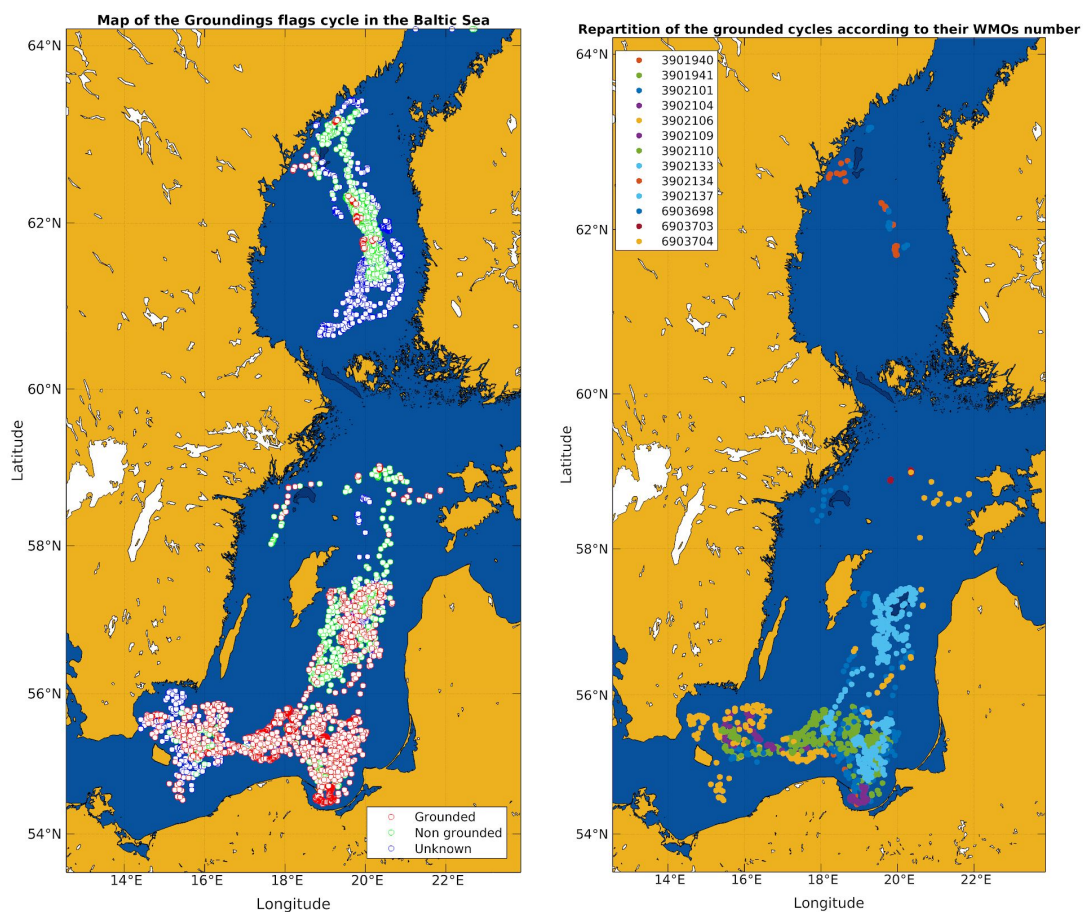 Map of the Groundings flags cycle in the Baltic Sea
64°N
62°N
60°N
58°N
56°N
54°N
Latitude
14°E
16°E
18°E
20°E
22°E
Longitude
Grounded
Non grounded
Unknown
Repartition of the grounded cycles according to their WMOs number
64°N
62°N
60°N
58°N
56°N
54°N
Latitude
3901940
3901941
3902101
3902104
3902106
3902109
3902110
3902133
3902134
3902137
6903698
6903703
6903704
14°E
16°E
18°E
20°E
22°E
Longitude